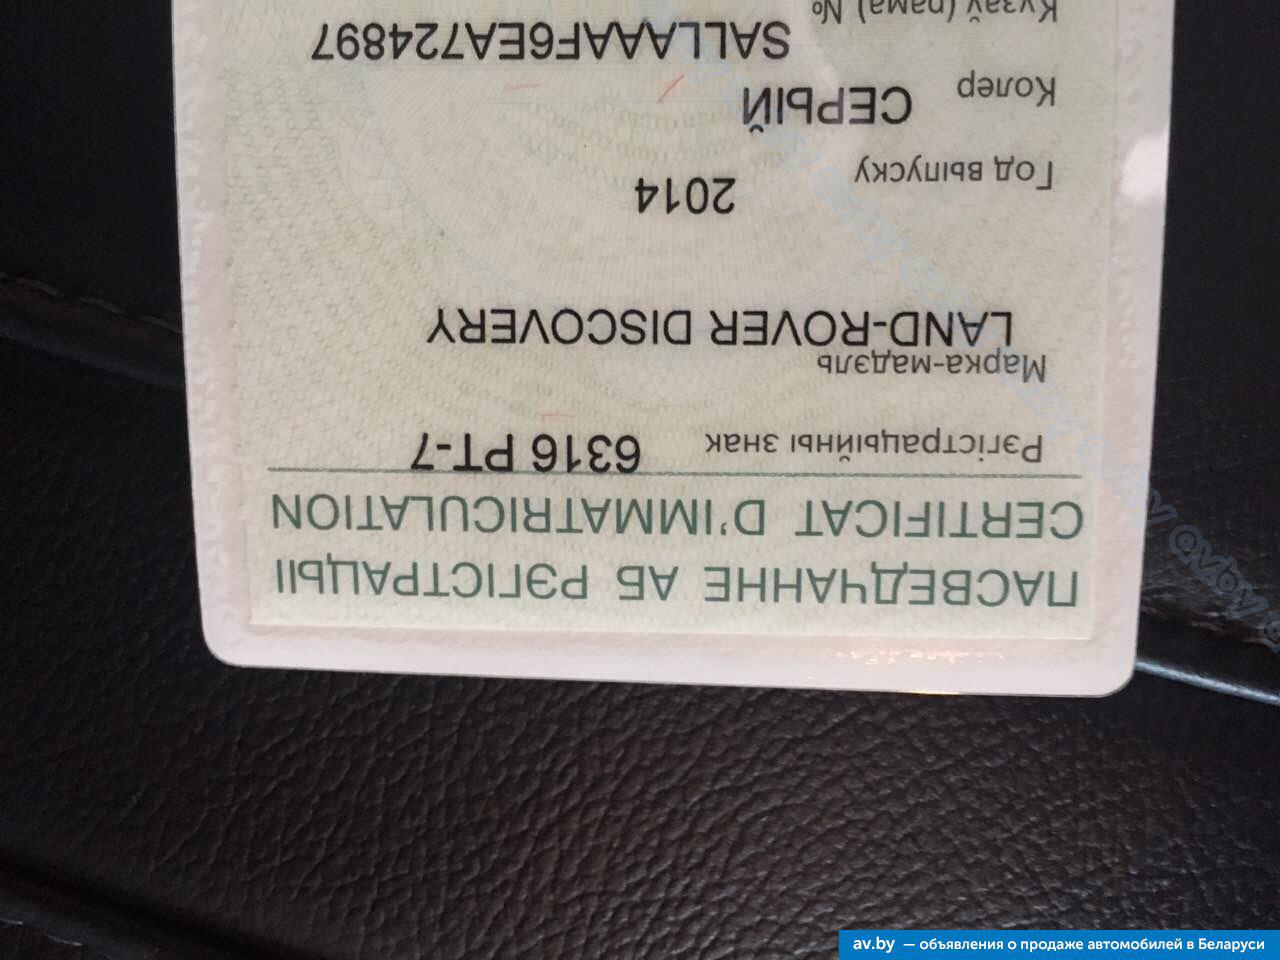 ПАСВЕДЧАННЕ АБ РЭГІСТРАЦЫІ
CERTIFICAT D'IMMATRICULATION
Рэгістрацыйны знак 6316 PT-7
Марка-мадэль
LAND-ROVER DISCOVERY
Год выпуску 2014
Колер СЕРЫЙ
Кузаў (рама) №
SALLAAAF6EA724897
av.by — объявления о продаже автомобилей в Беларуси